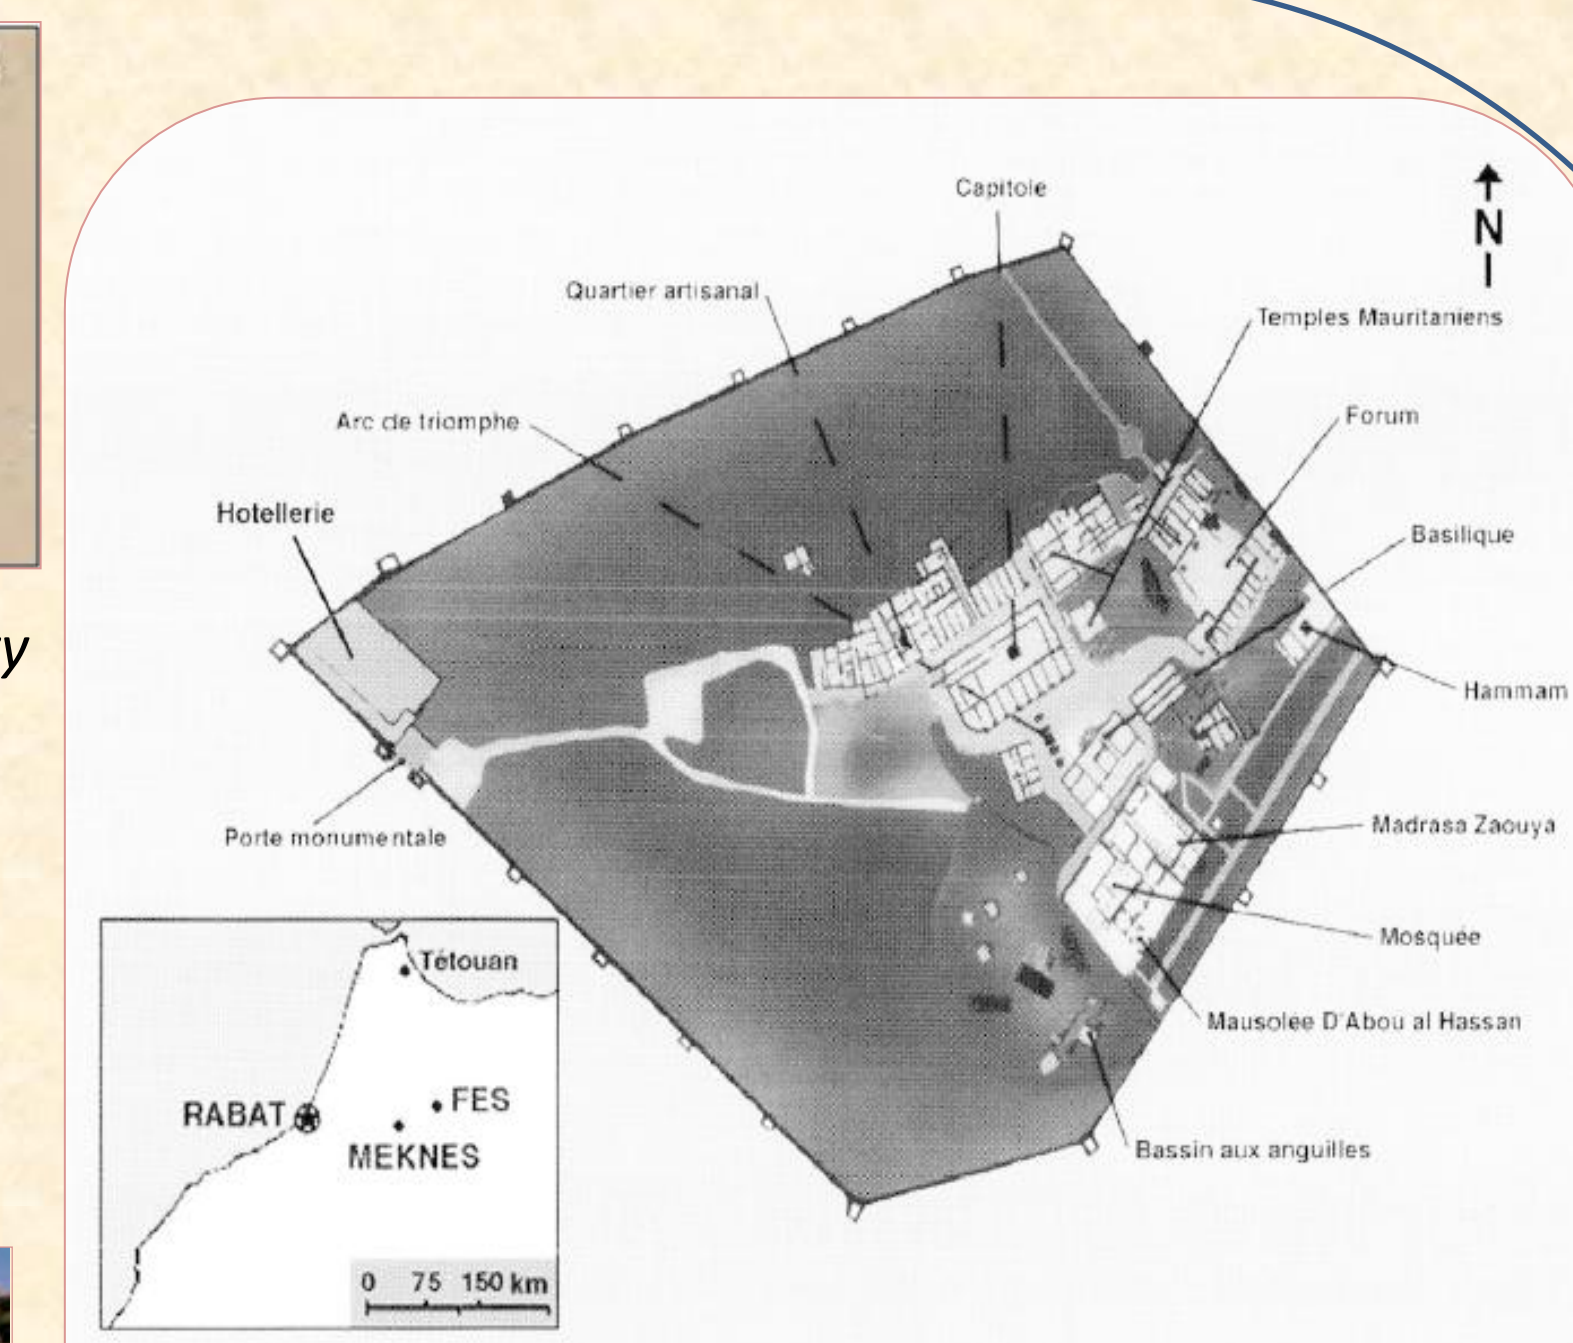 Capitole
N
Quartier artisanal
Temples Mauritaniens
Arc de triomphe
Forum
Hotellerie
Basilique
y
Hammam
Porte monumentale
Madrasa Zaouya
Mosquée
Tétouan
Mausolee D'Abou al Hassan
RABAT
FES
MEKNES
Bassin aux anguilles
0 75 150 km